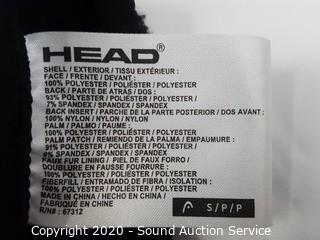 HEAD®
SHELL / EXTERIOR / TISSU EXTÉRIEUR :
FACE / FRENTE / DEVANT :
100% POLYESTER / POLIÉSTER / POLYESTER
BACK / PARTE DE ATRÁS / DOS :
93% POLYESTER / POLIÉSTER / POLYESTER
7% SPANDEX / SPANDEX / SPANDEX
BACK INSERT / PARCHE DE LA PARTE POSTERIOR / DOS AVANT :
100% NYLON / NYLON / NYLON
PALM / PALMO / PAUME :
100% POLYESTER / POLIÉSTER / POLYESTER
PALM PATCH / REMIENDO DE LA PALMA / EMPAUMURE :
91% POLYESTER / POLIÉSTER / POLYESTER
9% SPANDEX / SPANDEX / SPANDEX
FAUX FUR LINING / PIEL DE FAUX FORRO /
DOUBLURE EN FAUSSE FOURRURE :
100% POLYESTER / POLIÉSTER / POLYESTER
FIBERFILL / ENTRAMADO DE FIBRA / ISOLATION :
100% POLYESTER / POLIÉSTER / POLYESTER
MADE IN CHINA / HECHO EN CHINA /
FABRIQUÉ EN CHINE
R/N# : 67312
S/P/P
Copyright 2020 - Sound Auction Service